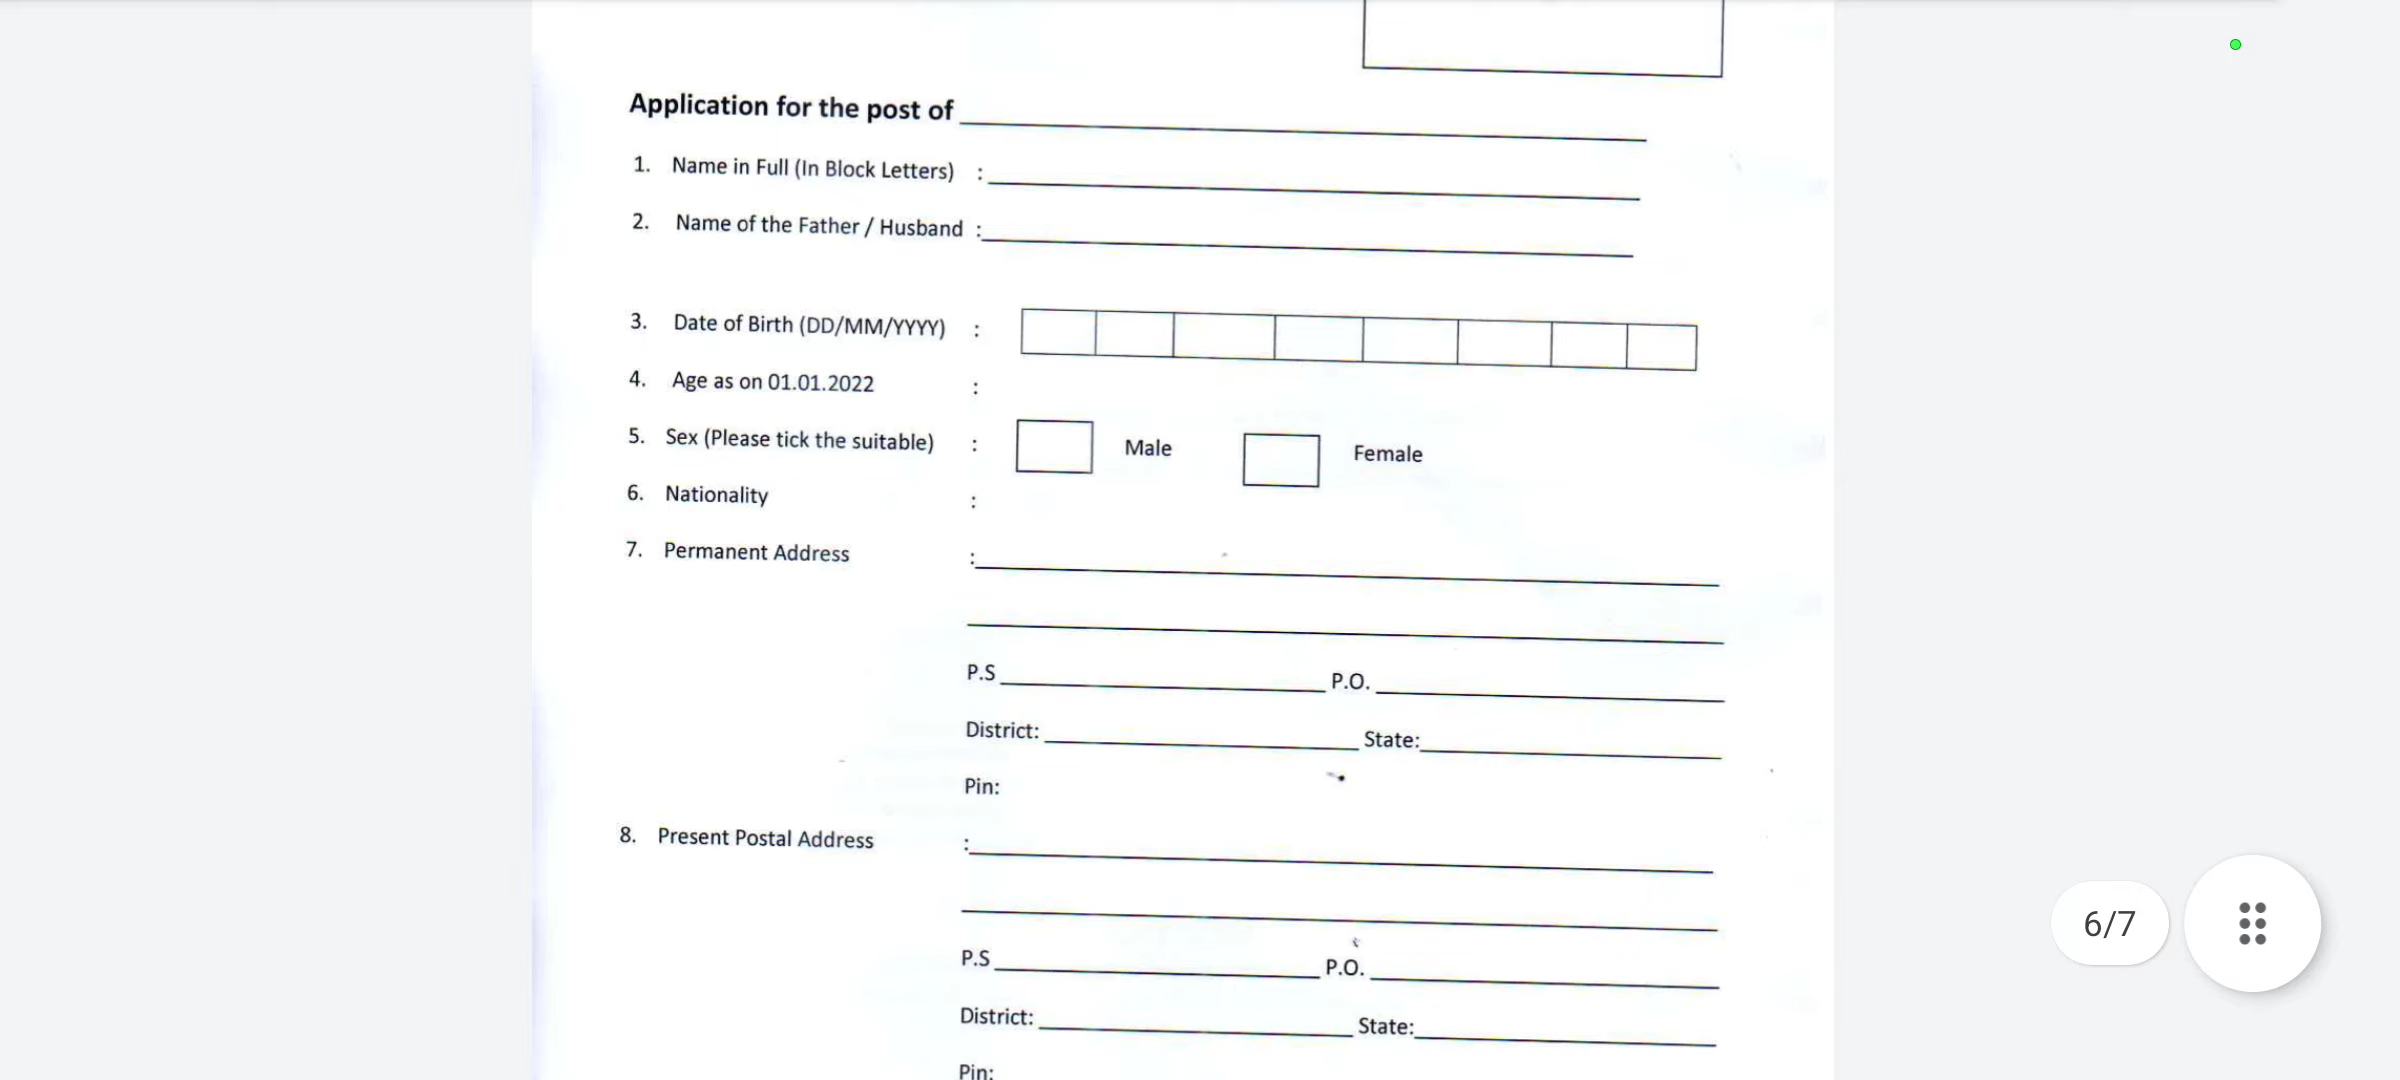 Application for the post of
1. Name in Full (In Block Letters) :
2. Name of the Father / Husband :
3. Date of Birth (DD/MM/YYYY) :
4. Age as on 01.01.2022 :
5. Sex (Please tick the suitable) : Male Female
6. Nationality :
7. Permanent Address :
P.S P.O.
District: State:
Pin:
8. Present Postal Address :
P.S P.O.
District: State:
Pin:
6/7